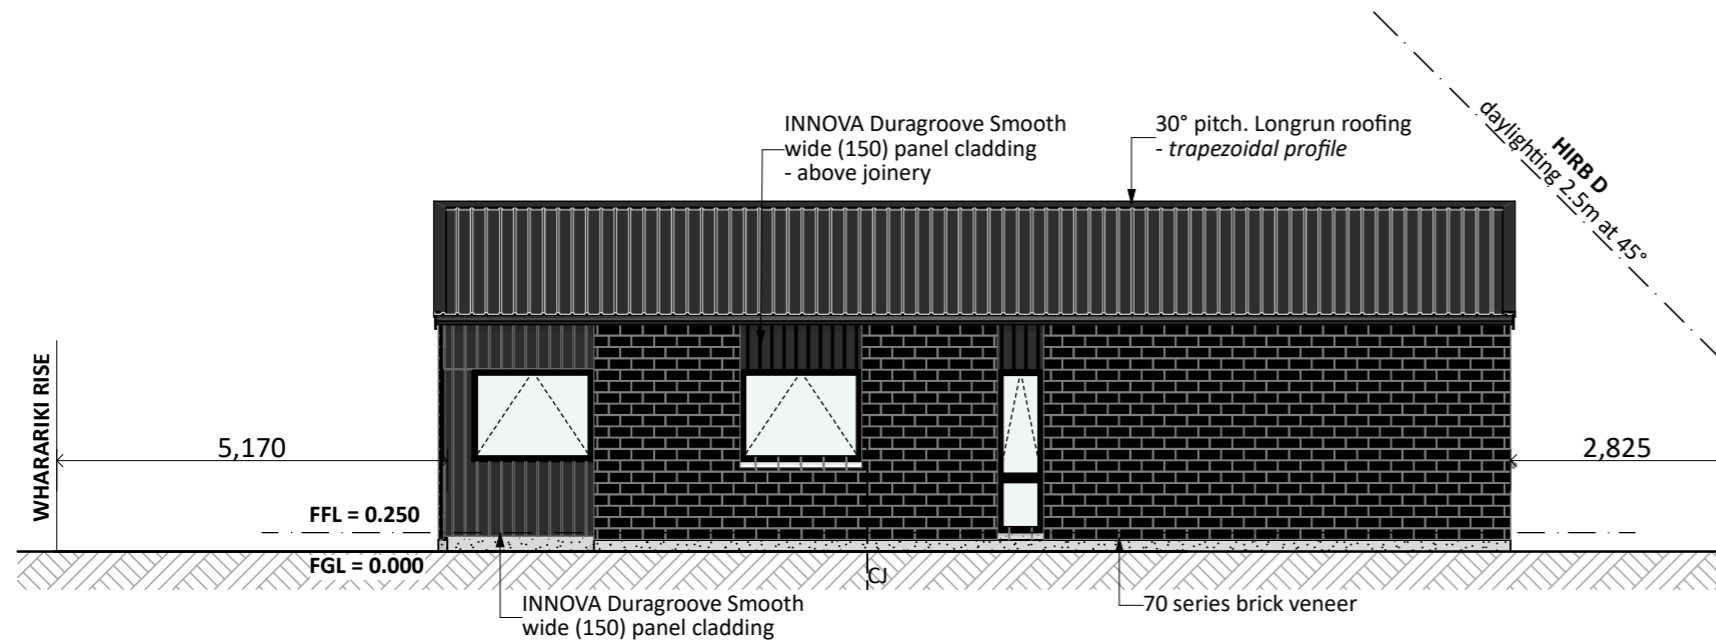 INNOVA Duragroove Smooth
wide (150) panel cladding
- above joinery
30° pitch. Longrun roofing
- trapezoidal profile
HIRB D
daylighting 2.5m at 45°
WHARARIKI RISE
5,170
2,825
FFL = 0.250
FGL = 0.000
CJ
INNOVA Duragroove Smooth
wide (150) panel cladding
70 series brick veneer